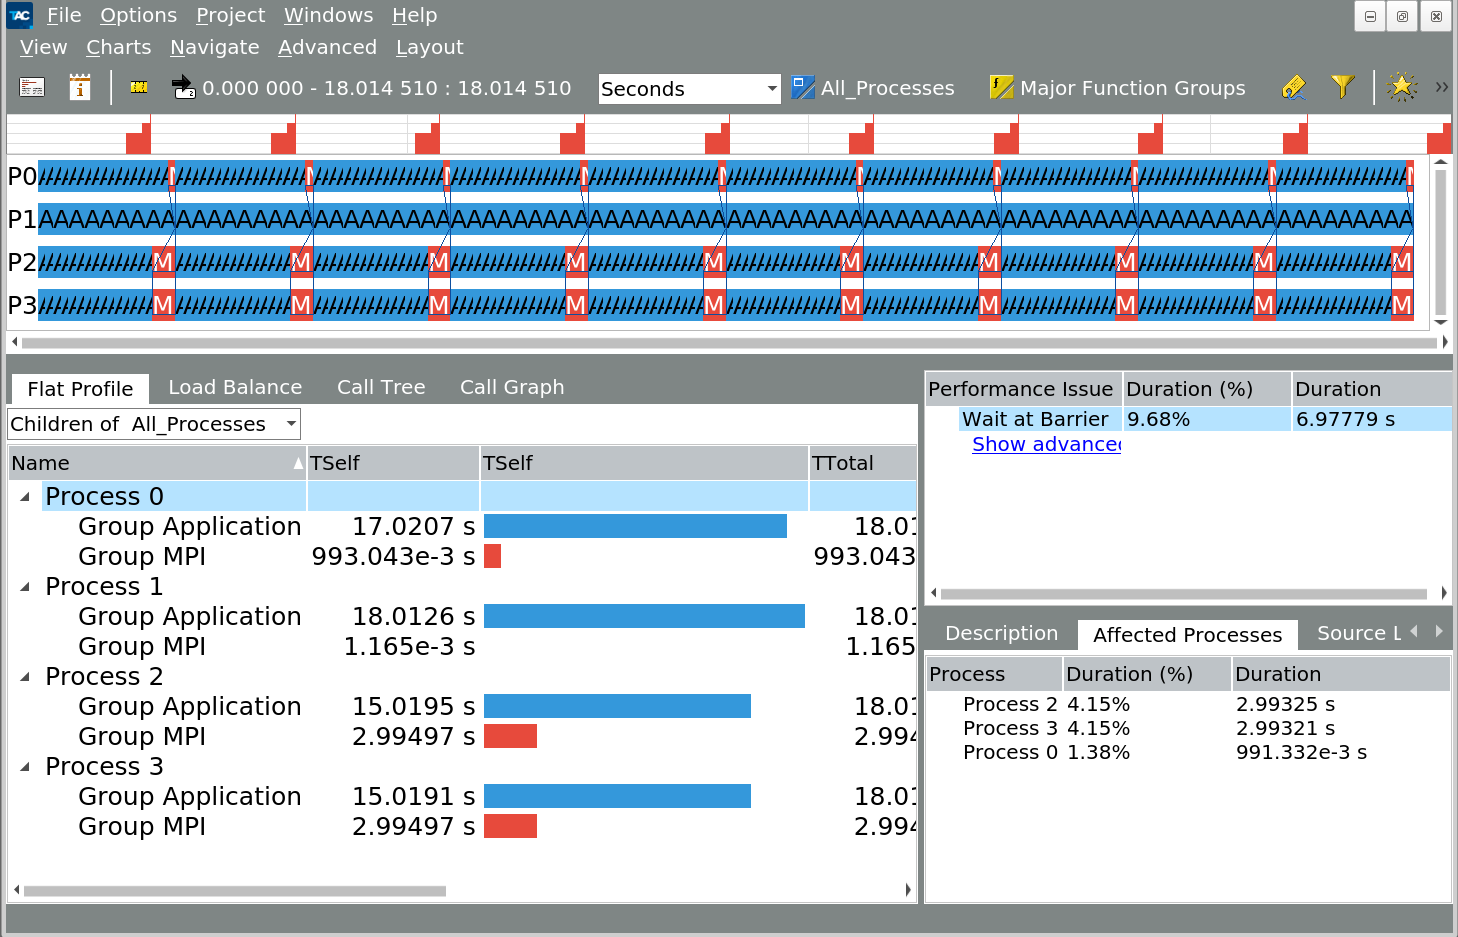 TAC File Options Project Windows Help
View Charts Navigate Advanced Layout
0.000 000 - 18.014 510 : 18.014 510 Seconds All_Processes Major Function Groups »
P0
P1 AAAAAAAAAAAAAAAAAAAAAAAAAAAAAAAAAAAAAAAAAAAAAAAAAAAAAAAAAAAAAAAAAAAAAAAAAAAAAAAAAAAAAAAAAA
P2 M M M M M M M M M M
P3 M M M M M M M M M M
Flat Profile Load Balance Call Tree Call Graph
Children of All_Processes
Name TSelf TSelf TTotal
Process 0
Group Application 17.0207 s 18.01
Group MPI 993.043e-3 s 993.043
Process 1
Group Application 18.0126 s 18.01
Group MPI 1.165e-3 s 1.165
Process 2
Group Application 15.0195 s 18.01
Group MPI 2.99497 s 2.994
Process 3
Group Application 15.0191 s 18.01
Group MPI 2.99497 s 2.994
Performance Issue Duration (%) Duration
Wait at Barrier 9.68% 6.97779 s
Show advanced
Description Affected Processes Source L
Process Duration (%) Duration
Process 2 4.15% 2.99325 s
Process 3 4.15% 2.99321 s
Process 0 1.38% 991.332e-3 s